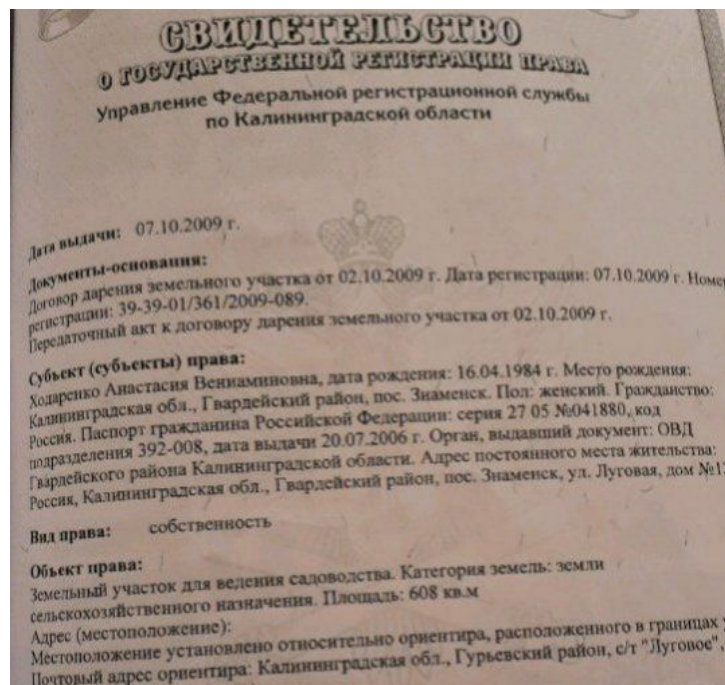 СВИДЕТЕЛЬСТВО
О ГОСУДАРСТВЕННОЙ РЕГИСТРАЦИИ ПРАВА
Управление Федеральной регистрационной службы
по Калининградской области
Дата выдачи: 07.10.2009 г.
Документы-основания:
Договор дарения земельного участка от 02.10.2009 г. Дата регистрации: 07.10.2009 г. Номер
регистрации: 39-39-01/361/2009-089.
Передаточный акт к договору дарения земельного участка от 02.10.2009 г.
Субъект (субъекты) права:
Ходаренко Анастасия Вениаминовна, дата рождения: 16.04.1984 г. Место рождения:
Калининградская обл., Гвардейский район, пос. Знаменск. Пол: женский. Гражданство:
Россия. Паспорт гражданина Российской Федерации: серия 27 05 №041880, код
подразделения 392-008, дата выдачи 20.07.2006 г. Орган, выдавший документ: ОВД
Гвардейского района Калининградской области. Адрес постоянного места жительства:
Россия, Калининградская обл., Гвардейский район, пос. Знаменск, ул. Луговая, дом
Вид права: собственность
Объект права:
Земельный участок для ведения садоводства. Категория земель: земли
сельскохозяйственного назначения. Площадь: 608 кв.м
Адрес (местоположение):
Местоположение установлено относительно ориентира, расположенного в границах
Почтовый адрес ориентира: Калининградская обл., Гурьевский район, с/т "Луговое",